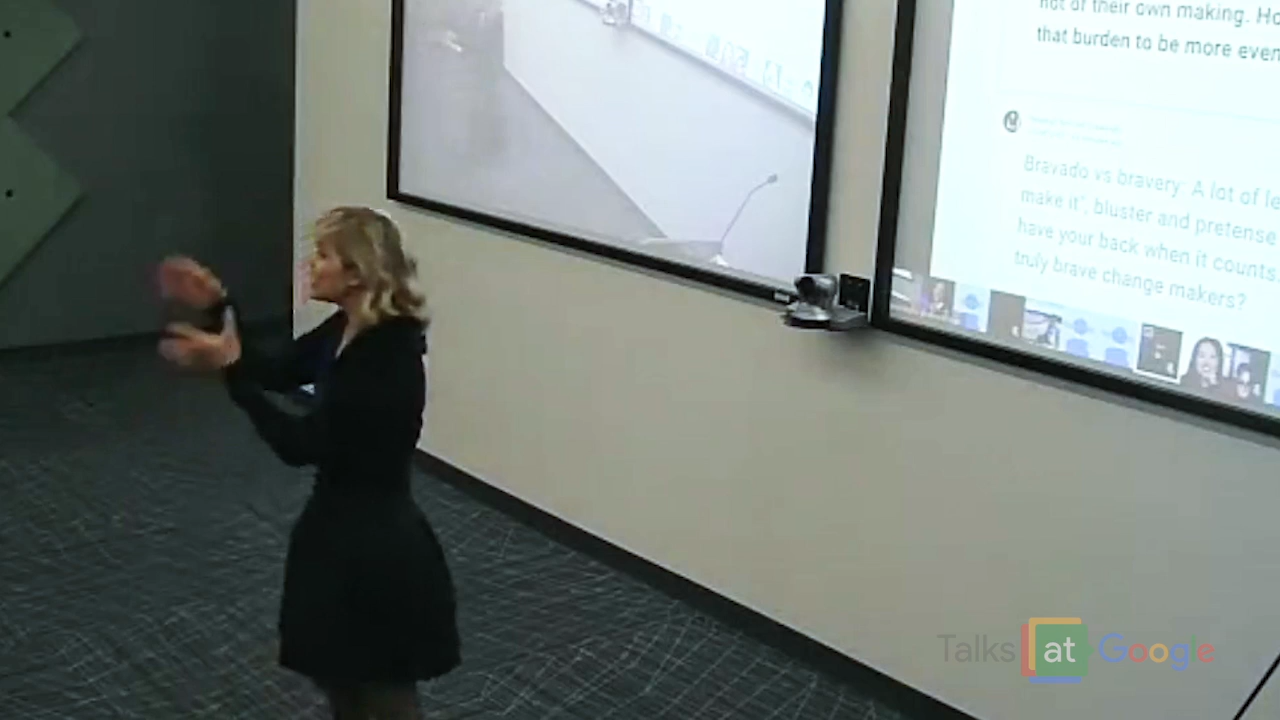 not of their own making. Ho
that burden to be more even
Bravado vs bravery: A lot of le
make it", bluster and pretense
have your back when it counts.
truly brave change makers?
Talks at Google